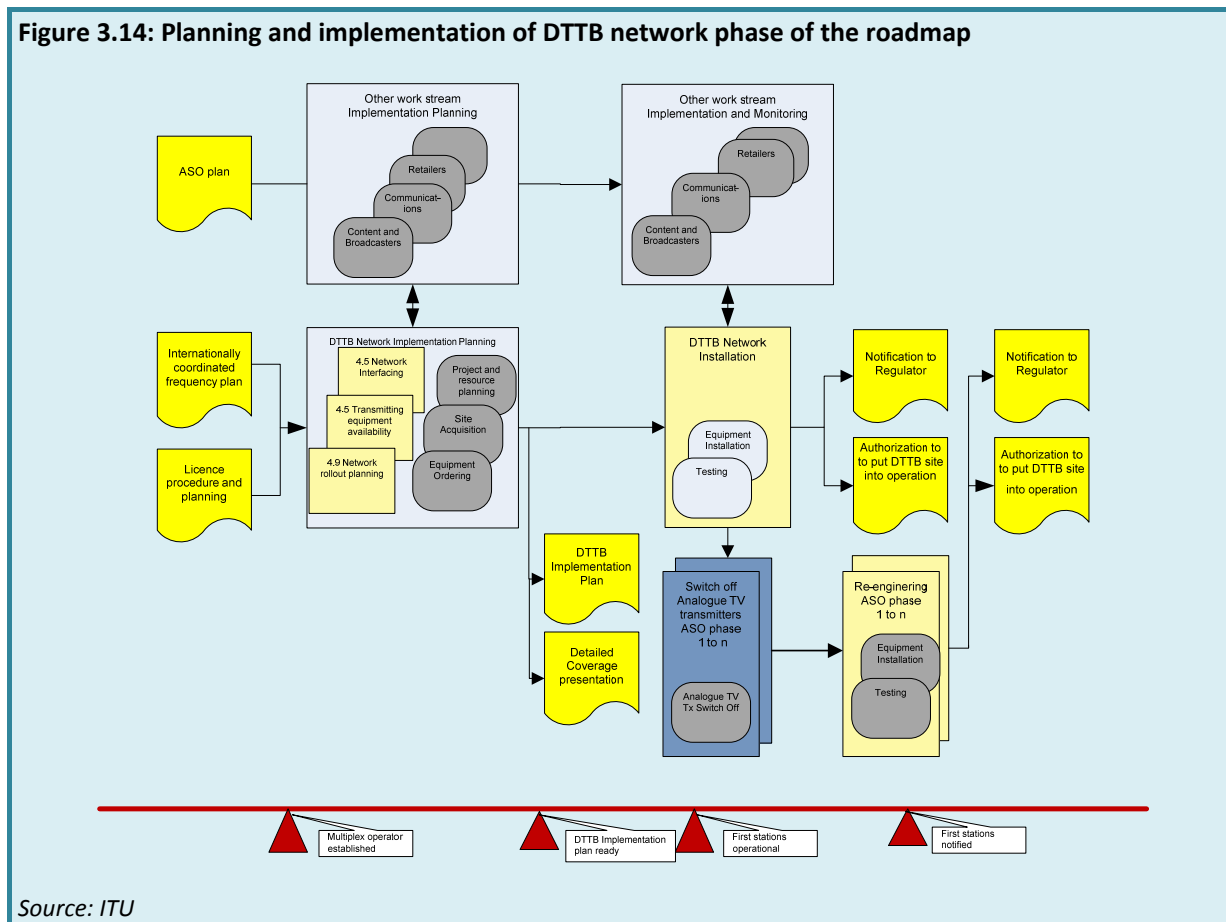 Figure 3.14: Planning and implementation of DTTB network phase of the roadmap
Other work stream
Implementation Planning
Retailers
Communicat-
ions
Content and
Broadcasters
Other work stream
Implementation and Monitoring
Retailers
Communicat-
ions
Content and
Broadcasters
ASO plan
Internationally
coordinated
frequency plan
Licence
procedure and
planning
DTTB Network Implementation Planning
4.5 Network
Interfacing
4.5 Transmitting
equipment
availability
4.9 Network
rollout planning
Project and
resource
planning
Site
Acquisition
Equipment
Ordering
DTTB Network
Installation
Equipment
Installation
Testing
Notification to
Regulator
Authorization to
to put DTTB site
into operation
Notification to
Regulator
Authorization to
to put DTTB site
into operation
DTTB
Implementation
Plan
Detailed
Coverage
presentation
Switch off
Analogue TV
transmitters
ASO phase
1 to n
Analogue TV
Tx Switch Off
Re-enginering
ASO phase
1 to n
Equipment
Installation
Testing
Multiplex operator
established
DTTB Implementation
plan ready
First stations
operational
First stations
notified
Source: ITU